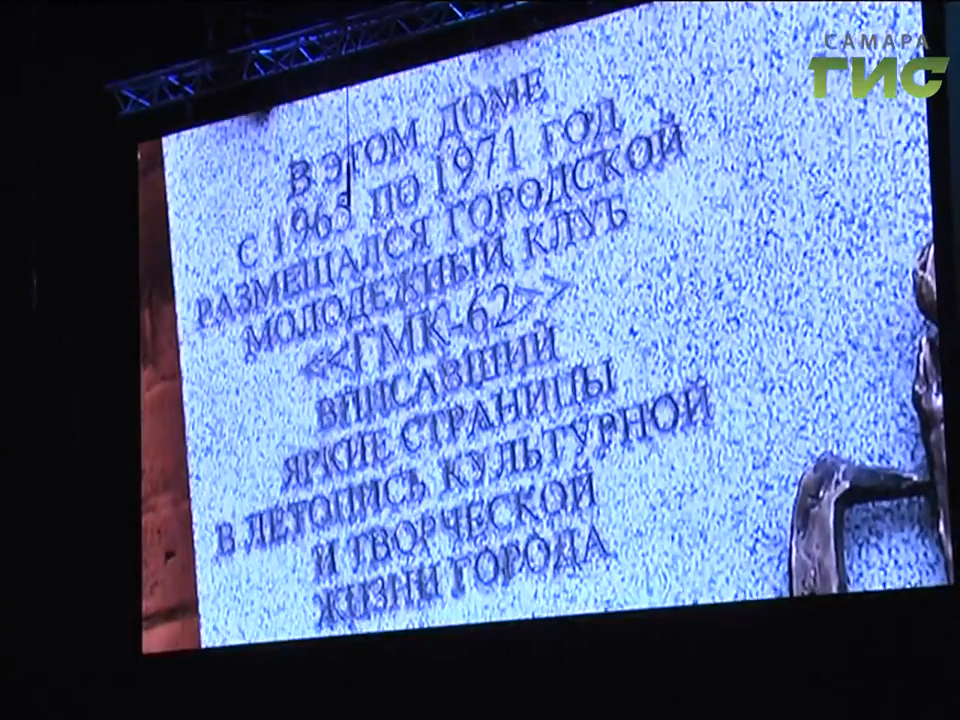 САМАРА
ГИС
В ЭТОМ ДОМЕ
С 1965 ПО 1971 ГОД
РАЗМЕЩАЛСЯ ГОРОДСКОЙ
МОЛОДЕЖНЫЙ КЛУБ
<<ГМК-62>>
ВПИСАВШИЙ
ЯРКИЕ СТРАНИЦЫ
В ЛЕТОПИСЬ КУЛЬТУРНОЙ
И ТВОРЧЕСКОЙ
ЖИЗНИ ГОРОДА